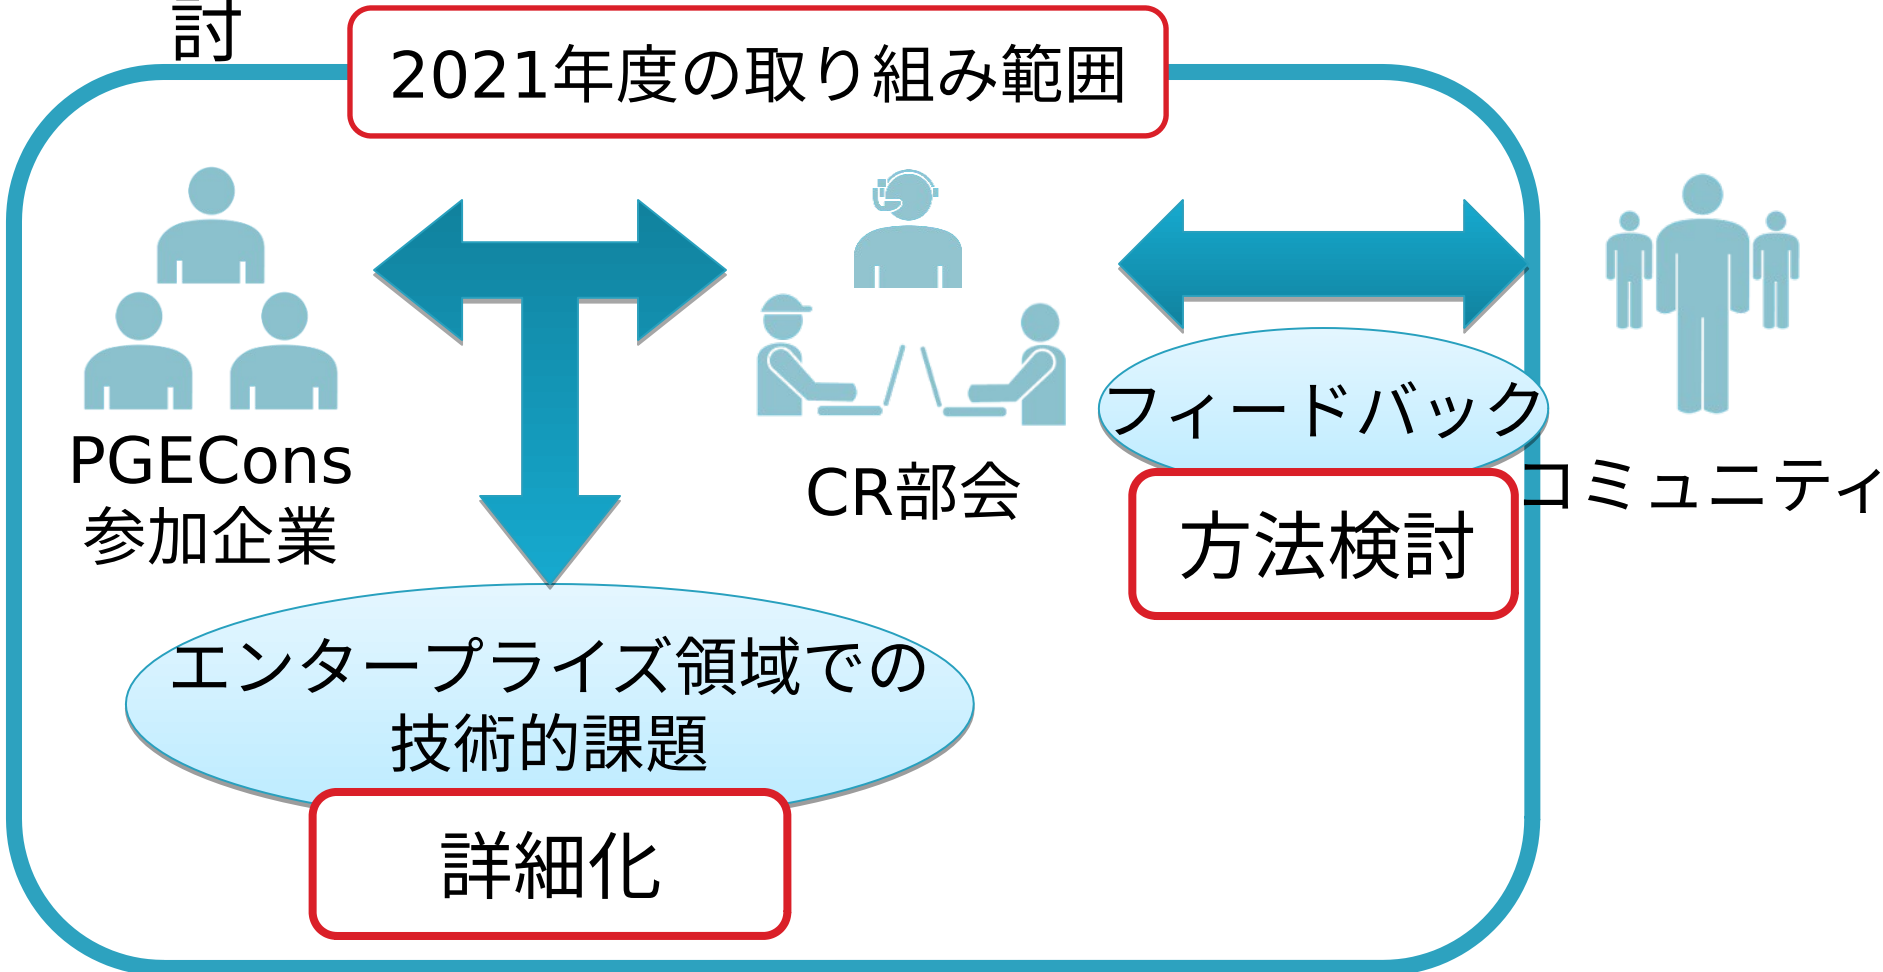 討
2021年度の取り組み範囲
PGECons
参加企業
CR部会
フィードバック
方法検討
コミュニティ
エンタープライズ領域での
技術的課題
詳細化